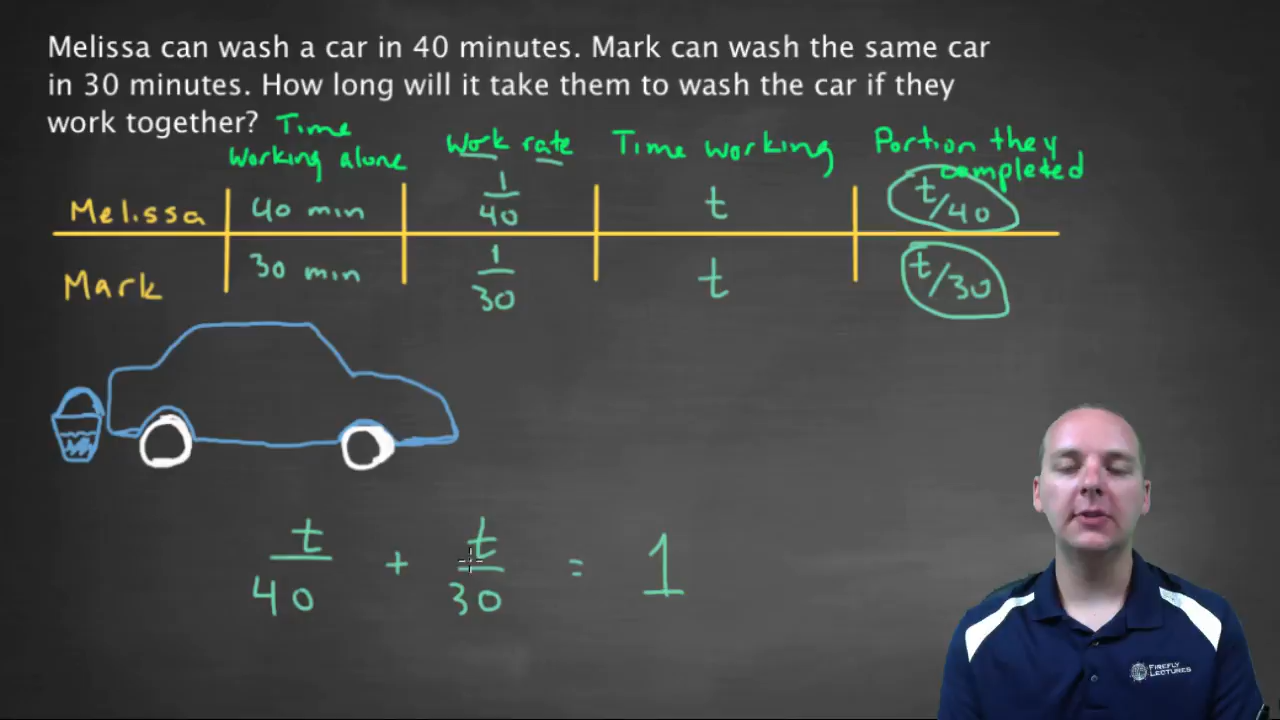 Melissa can wash a car in 40 minutes. Mark can wash the same car
in 30 minutes. How long will it take them to wash the car if they
work together?
Time
Working alone
Work rate
Time working
Portion they
completed
Melissa
40 min
1/40
t
t/40
Mark
30 min
1/30
t
t/30
t/40 + t/30 = 1
FIREFLY
LECTURES